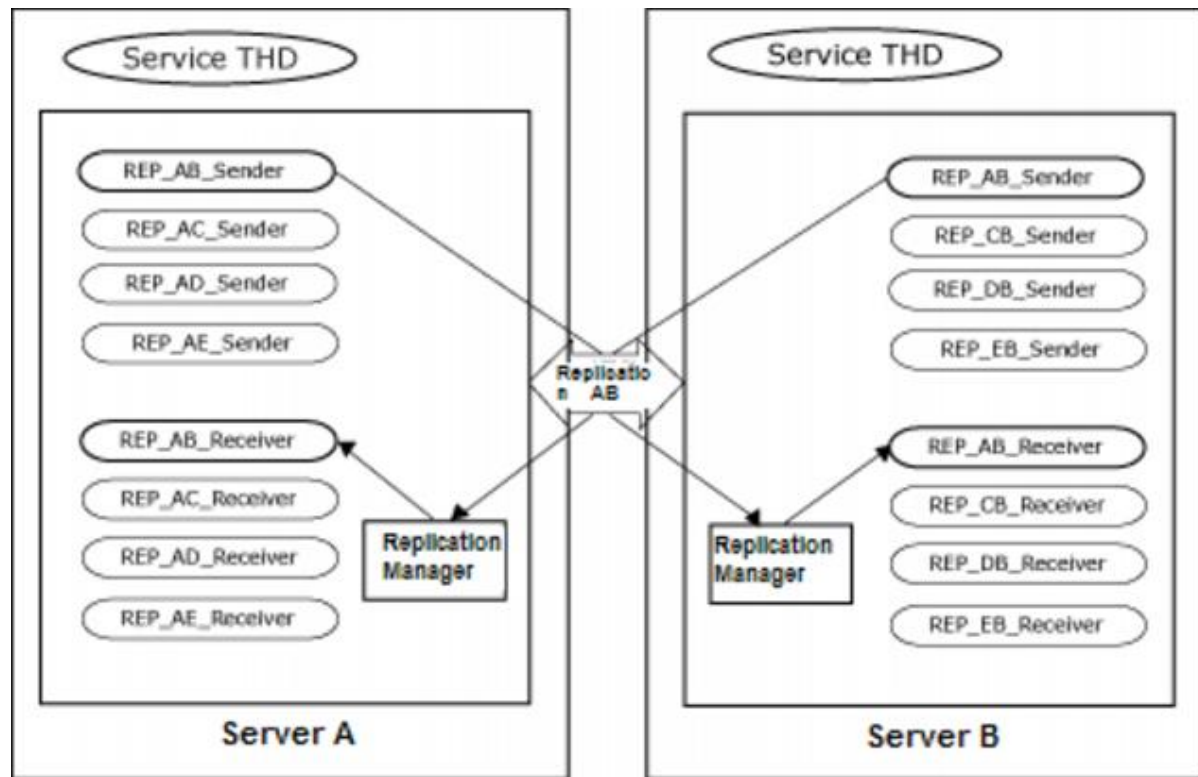 Service THD
REP_AB_Sender
REP_AC_Sender
REP_AD_Sender
REP_AE_Sender
REP_AB_Receiver
REP_AC_Receiver
REP_AD_Receiver
REP_AE_Receiver
Replication
Manager
Server A
Replicatio
n AB
Service THD
REP_AB_Sender
REP_CB_Sender
REP_DB_Sender
REP_EB_Sender
REP_AB_Receiver
REP_CB_Receiver
REP_DB_Receiver
REP_EB_Receiver
Replication
Manager
Server B